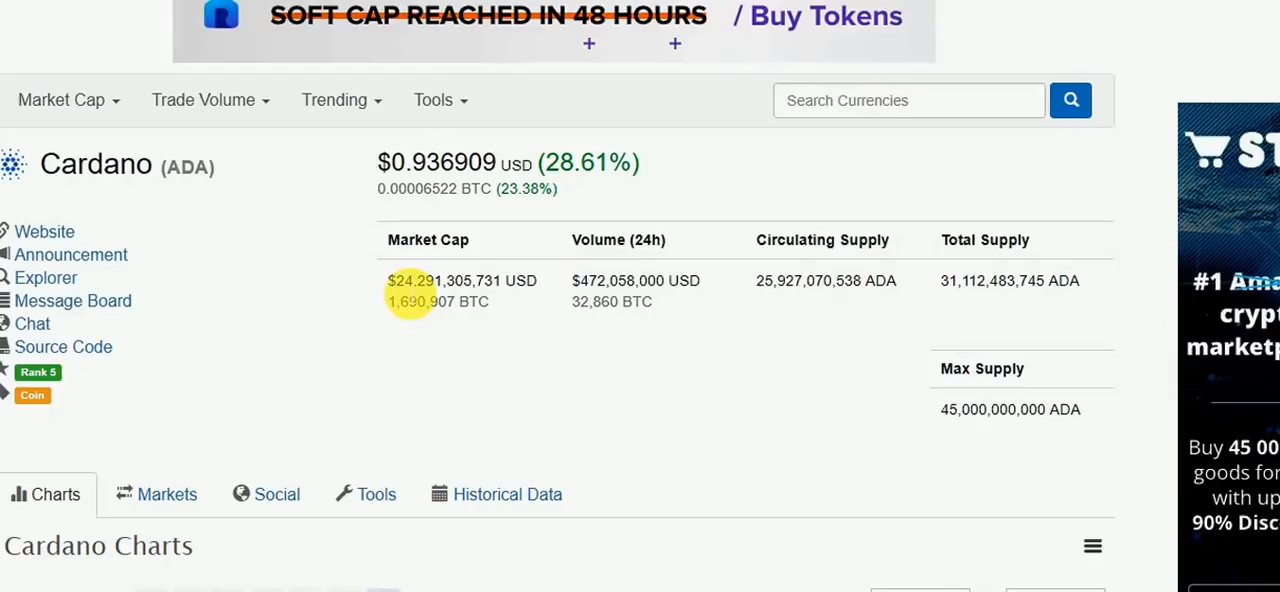 SOFT CAP REACHED IN 48 HOURS / Buy Tokens
Market Cap Trade Volume Trending Tools Search Currencies
Cardano (ADA)
$0.936909 USD (28.61%)
0.00006522 BTC (23.38%)
Website
Announcement
Explorer
Message Board
Chat
Source Code
Rank 5
Coin
Market Cap Volume (24h) Circulating Supply Total Supply
$24,291,305,731 USD $472,058,000 USD 25,927,070,538 ADA 31,112,483,745 ADA
1,690,907 BTC 32,860 BTC
Max Supply
45,000,000,000 ADA
Charts Markets Social Tools Historical Data
Cardano Charts
ST
#1 Ama
cryp
marketp
Buy 45 00
goods for
with up
90% Disc